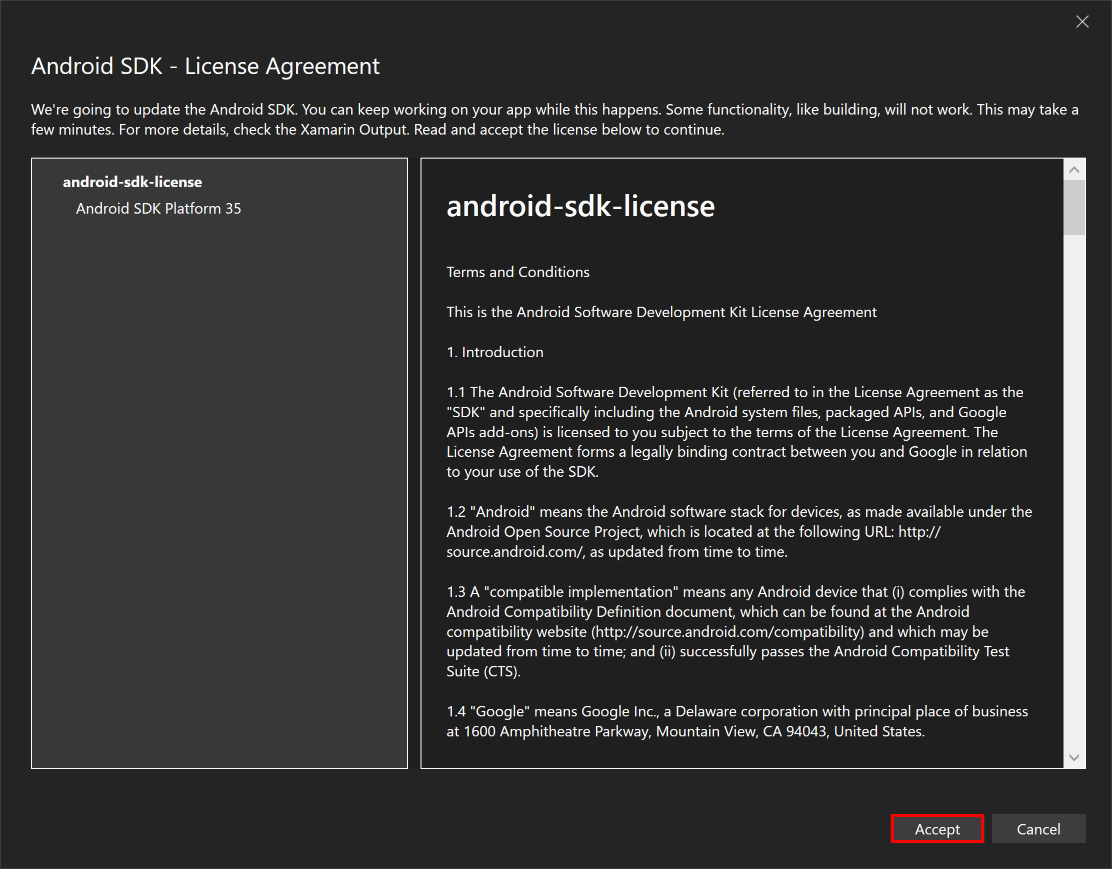 Android SDK - License Agreement
We're going to update the Android SDK. You can keep working on your app while this happens. Some functionality, like building, will not work. This may take a
few minutes. For more details, check the Xamarin Output. Read and accept the license below to continue.
android-sdk-license
Android SDK Platform 35
android-sdk-license
Terms and Conditions
This is the Android Software Development Kit License Agreement
1. Introduction
1.1 The Android Software Development Kit (referred to in the License Agreement as the
"SDK" and specifically including the Android system files, packaged APIs, and Google
APIs add-ons) is licensed to you subject to the terms of the License Agreement. The
License Agreement forms a legally binding contract between you and Google in relation
to your use of the SDK.
1.2 "Android" means the Android software stack for devices, as made available under the
Android Open Source Project, which is located at the following URL: http://
source.android.com/, as updated from time to time.
1.3 A "compatible implementation" means any Android device that (i) complies with the
Android Compatibility Definition document, which can be found at the Android
compatibility website (http://source.android.com/compatibility) and which may be
updated from time to time; and (ii) successfully passes the Android Compatibility Test
Suite (CTS).
1.4 "Google" means Google Inc., a Delaware corporation with principal place of business
at 1600 Amphitheatre Parkway, Mountain View, CA 94043, United States.
Accept
Cancel